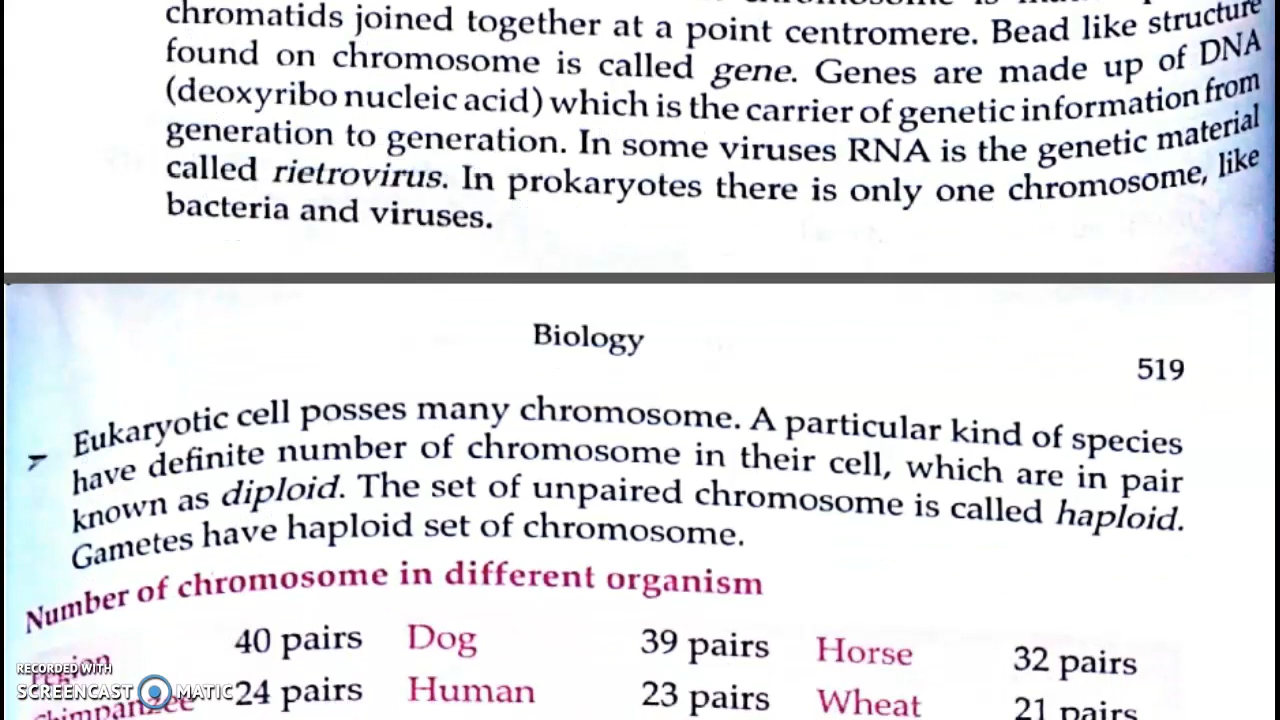 chromatids joined together at a point centromere. Bead like structure
found on chromosome is called gene. Genes are made up of DNA
(deoxyribo nucleic acid) which is the carrier of genetic information from
generation to generation. In some viruses RNA is the genetic material
called rietrovirus. In prokaryotes there is only one chromosome, like
bacteria and viruses.
Biology
519
Eukaryotic cell posses many chromosome. A particular kind of species
have definite number of chromosome in their cell, which are in pair
known as diploid. The set of unpaired chromosome is called haploid.
Gametes have haploid set of chromosome.
Number of chromosome in different organism
40 pairs Dog 39 pairs Horse 32 pairs
24 pairs Human 23 pairs Wheat 21 pairs
RECORDED WITH
SCREENCAST MATIC